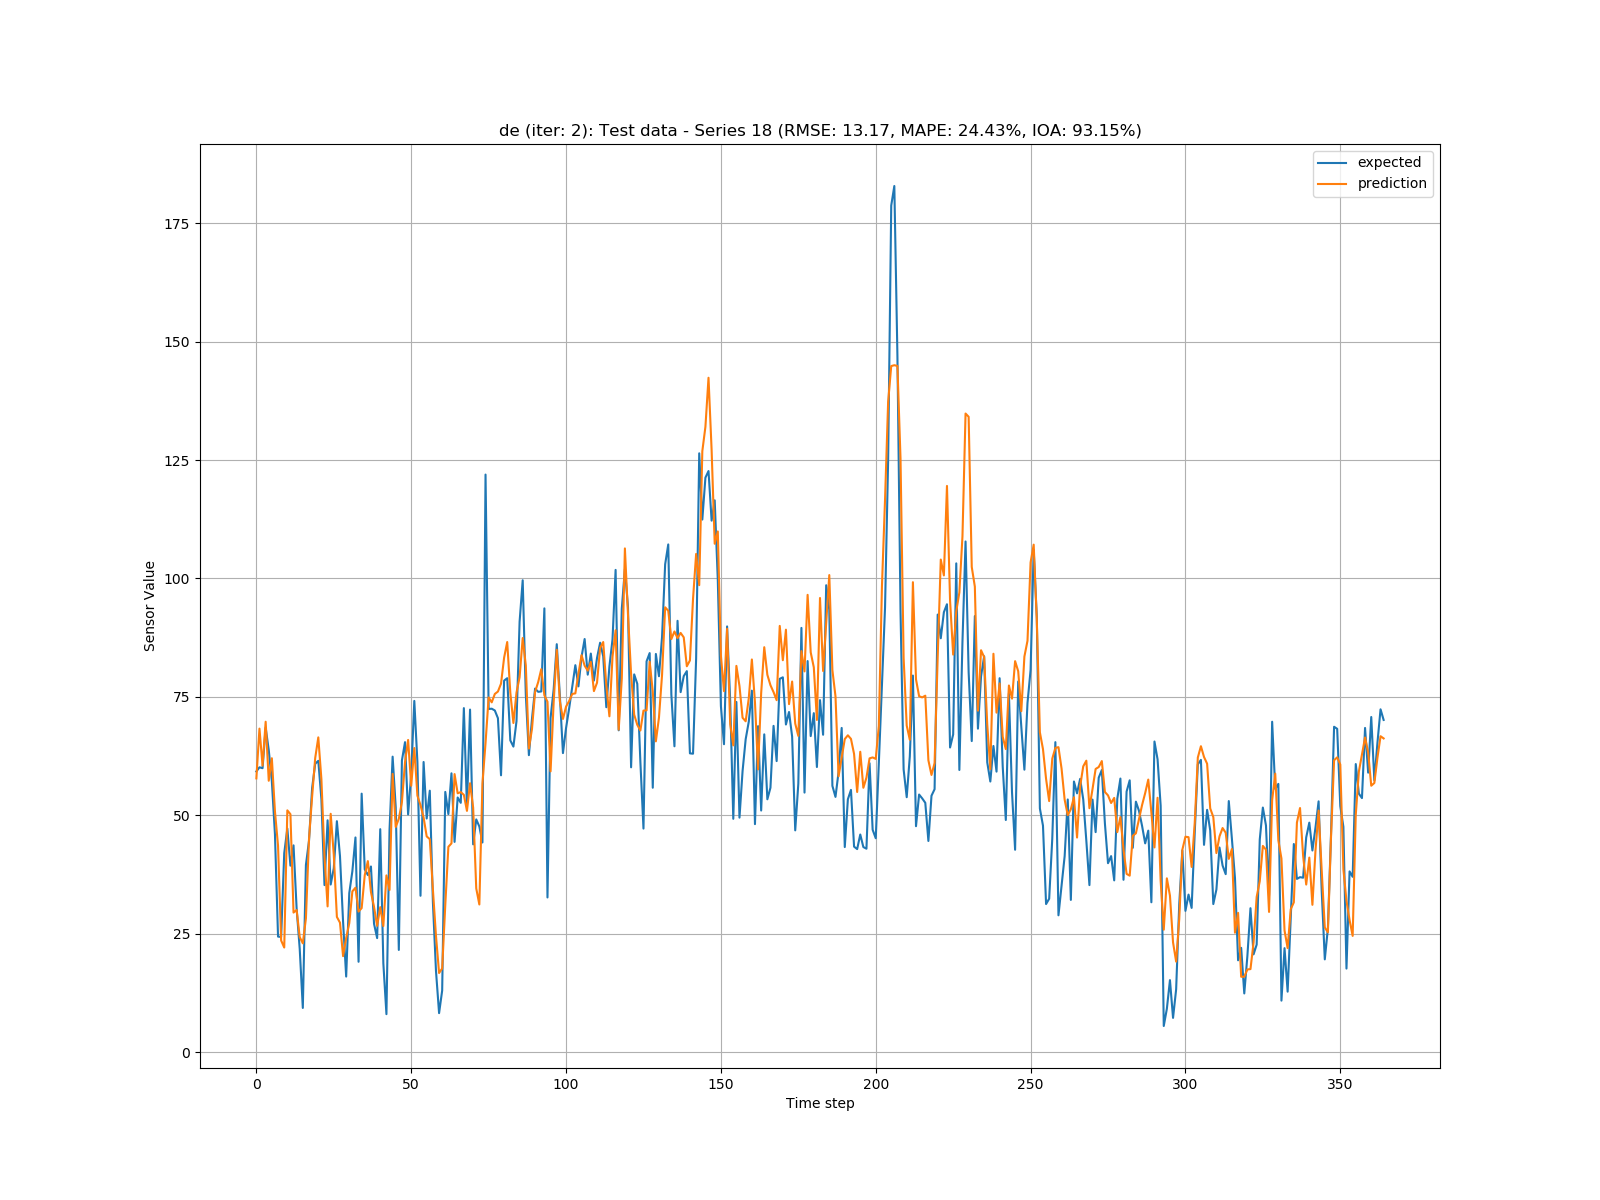 de (iter: 2): Test data - Series 18 (RMSE: 13.17, MAPE: 24.43%, IOA: 93.15%)
expected
prediction
175
150
125
100
75
50
25
0
Sensor Value
0 50 100 150 200 250 300 350
Time step